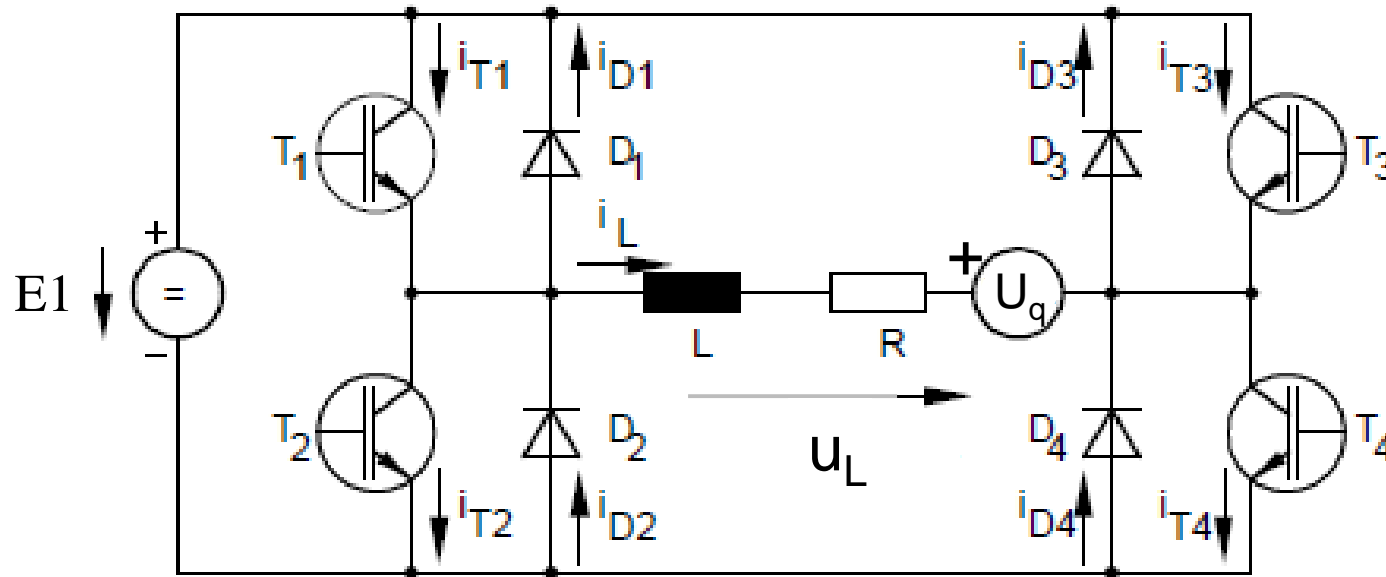 iT1
iD1
iD3
iT3
T1
D1
D3
T3
iL
+
+
E1
=
Uq
−
L
R
T2
D2
uL
D4
T4
iT2
iD2
iD4
iT4